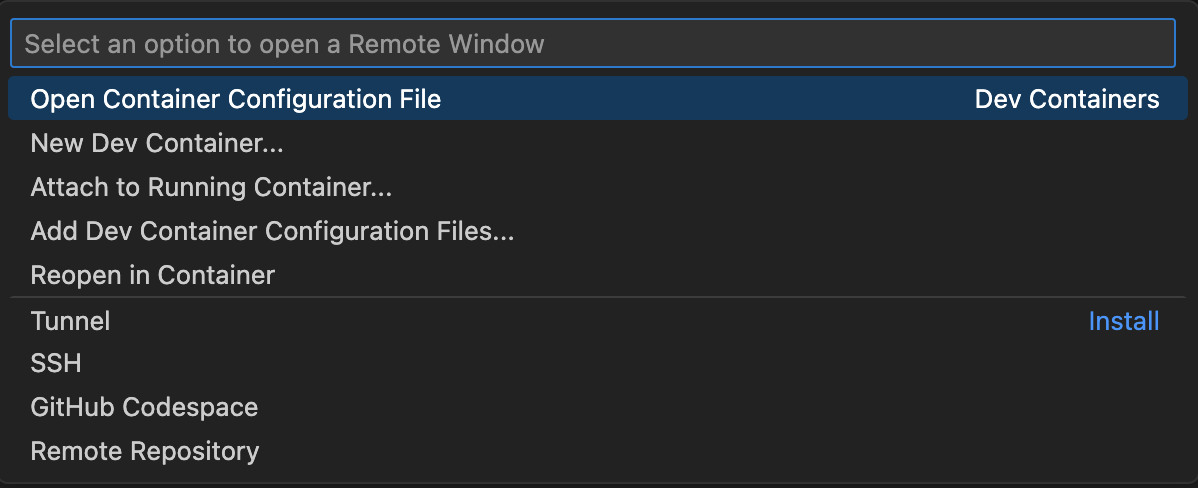 Select an option to open a Remote Window
Open Container Configuration File Dev Containers
New Dev Container...
Attach to Running Container...
Add Dev Container Configuration Files...
Reopen in Container
Tunnel Install
SSH
GitHub Codespace
Remote Repository